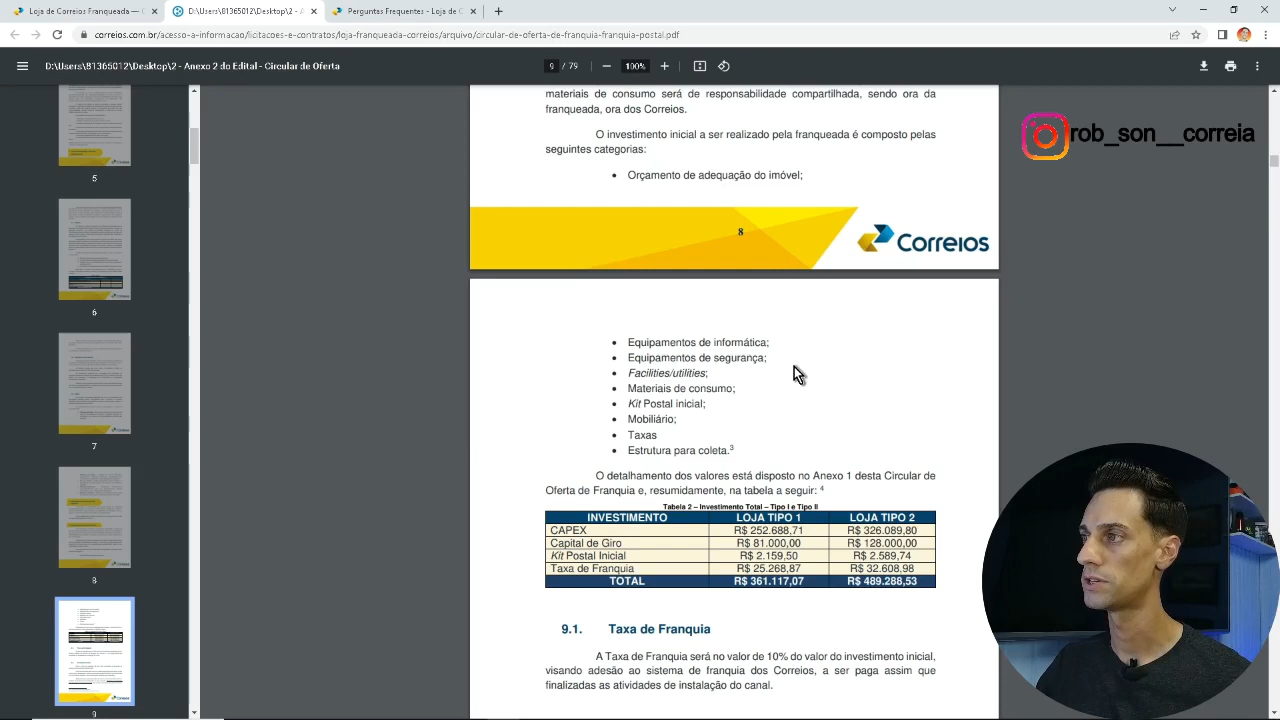 Loja de Correios Franqueada —
D:\Users\81365012\Desktop\2 - A
Perguntas Frequentes - Loja de C
correios.com.br/acesso-a-informacao/licitacoes-e-contratos/loja-franqueada-correios/arquivo/circular-de-oferta-de-franquia-franquia-postal.pdf
D:\Users\81365012\Desktop\2 - Anexo 2 do Edital - Circular de Oferta
9 / 79
100%
rob_son__correia
materiais de consumo será de responsabilidade compartilhada, sendo ora da
franqueada, ora dos Correios.
O investimento inicial a ser realizado pela franqueada é composto pelas
seguintes categorias:
• Orçamento de adequação do imóvel;
8
Correios
• Equipamentos de informática;
• Equipamentos de segurança;
• Facilities/utilities;
• Materiais de consumo;
• Kit Postal inicial;
• Mobiliário;
• Taxas
• Estrutura para coleta.³
O detalhamento dos valores está disposto no Anexo 1 desta Circular de
Oferta de Franquia e, resumidamente, na tabela a seguir: ⁴
Tabela 2 – Investimento Total – Tipo I e Tipo II
INVESTIMENTO LOJA TIPO 1 LOJA TIPO 2
CAPEX R$ 252.688,71 R$ 326.089,80
Capital de Giro R$ 81.000,00 R$ 128.000,00
Kit Postal Inicial R$ 2.159,50 R$ 2.589,74
Taxa de Franquia R$ 25.268,87 R$ 32.608,98
TOTAL R$ 361.117,07 R$ 489.288,53
9.1. Taxa de Franquia
A Taxa de Franquia será no valor de 10% do valor do investimento inicial,
visando adesão ao sistema de franquia dos Correios, a ser paga assim que
finalizadas as atividades de instalação do canal.
5
6
7
8
9